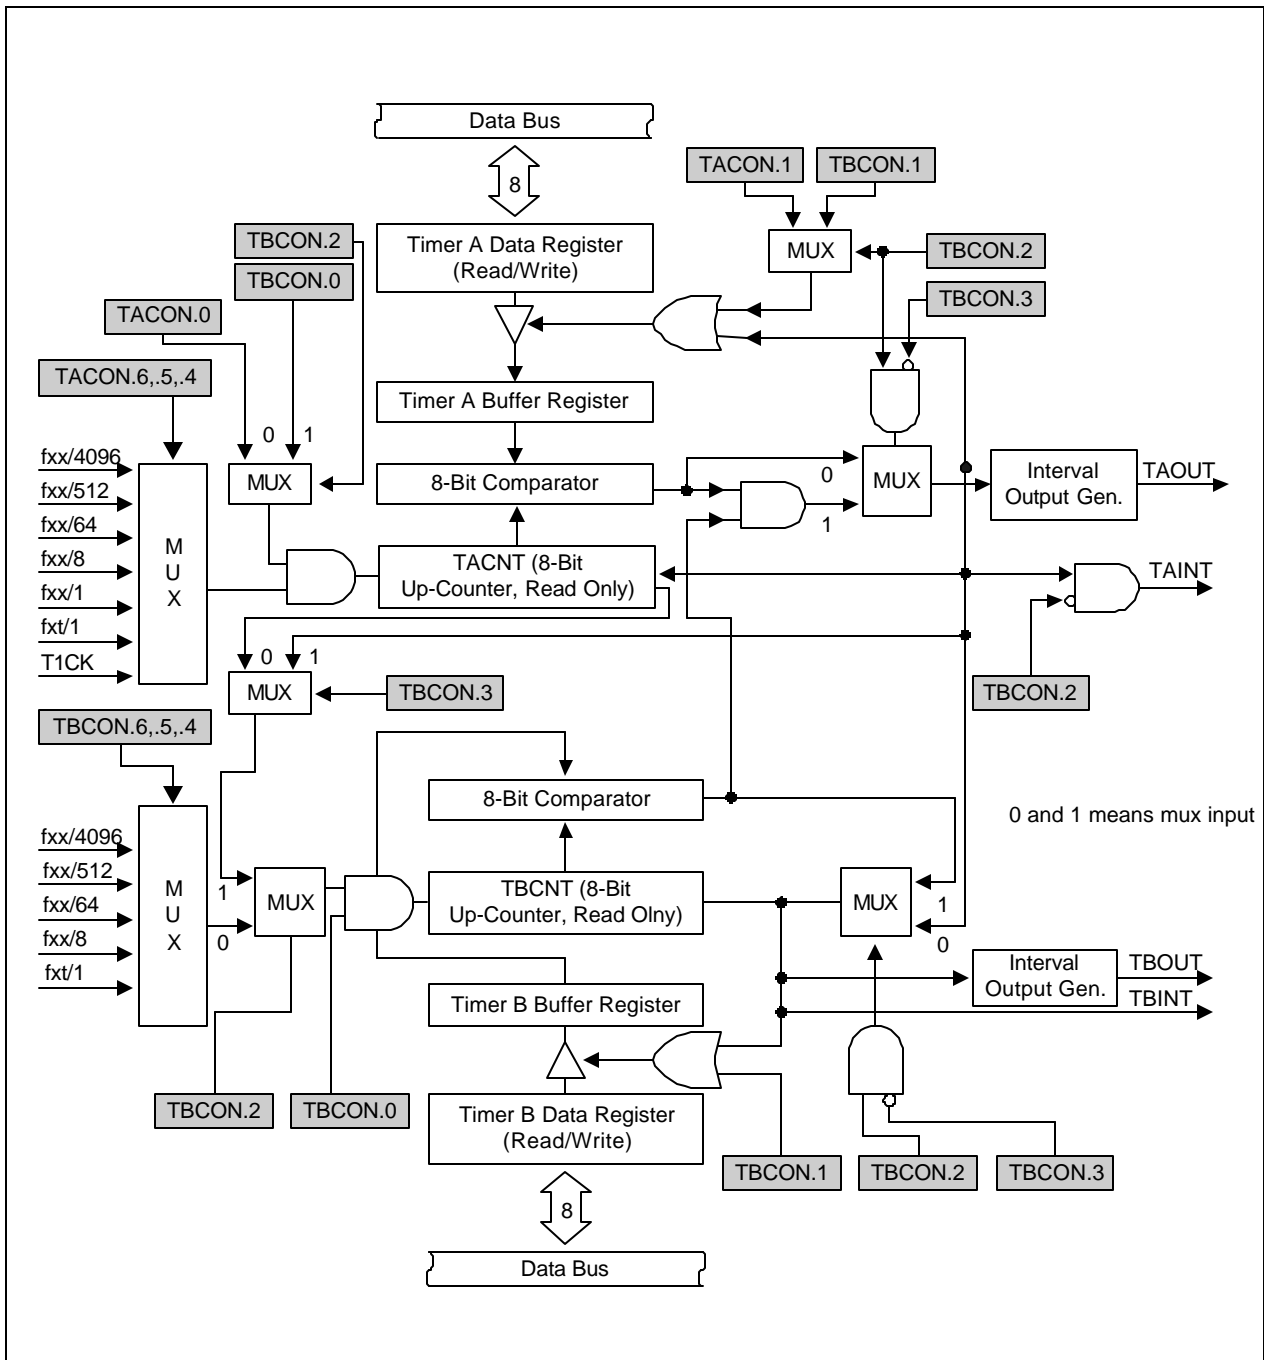 Data Bus
8
TACON.1
TBCON.1
TBCON.2
Timer A Data Register
(Read/Write)
MUX
TBCON.2
TBCON.0
TBCON.3
TACON.0
TACON.6,.5,.4
Timer A Buffer Register
0
1
fxx/4096
fxx/512
fxx/64
fxx/8
fxx/1
fxt/1
T1CK
M
U
X
MUX
8-Bit Comparator
0
1
MUX
Interval
Output Gen.
TAOUT
TACNT (8-Bit
Up-Counter, Read Only)
TAINT
0
1
MUX
TBCON.3
TBCON.2
TBCON.6,.5,.4
8-Bit Comparator
0 and 1 means mux input
fxx/4096
fxx/512
fxx/64
fxx/8
fxt/1
M
U
X
1
0
MUX
TBCNT (8-Bit
Up-Counter, Read Olny)
MUX
1
0
Interval
Output Gen.
TBOUT
TBINT
Timer B Buffer Register
TBCON.2
TBCON.0
Timer B Data Register
(Read/Write)
TBCON.1
TBCON.2
TBCON.3
8
Data Bus